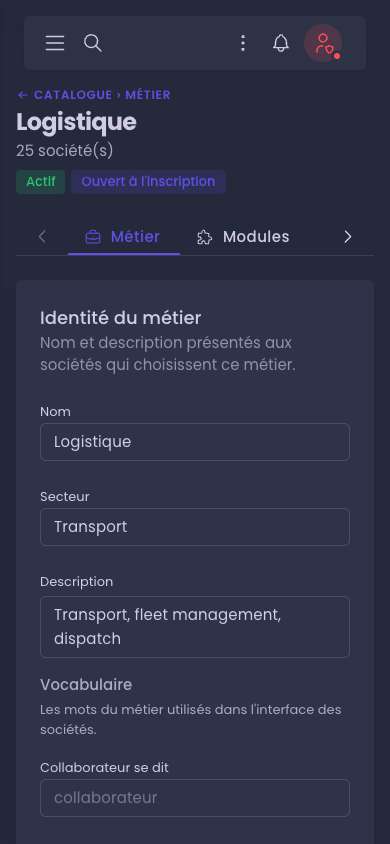 ← CATALOGUE › MÉTIER
Logistique
25 société(s)
Actif
Ouvert à l'inscription
Métier
Modules
Identité du métier
Nom et description présentés aux
sociétés qui choisissent ce métier.
Nom
Logistique
Secteur
Transport
Description
Transport, fleet management,
dispatch
Vocabulaire
Les mots du métier utilisés dans l'interface des
sociétés.
Collaborateur se dit
collaborateur